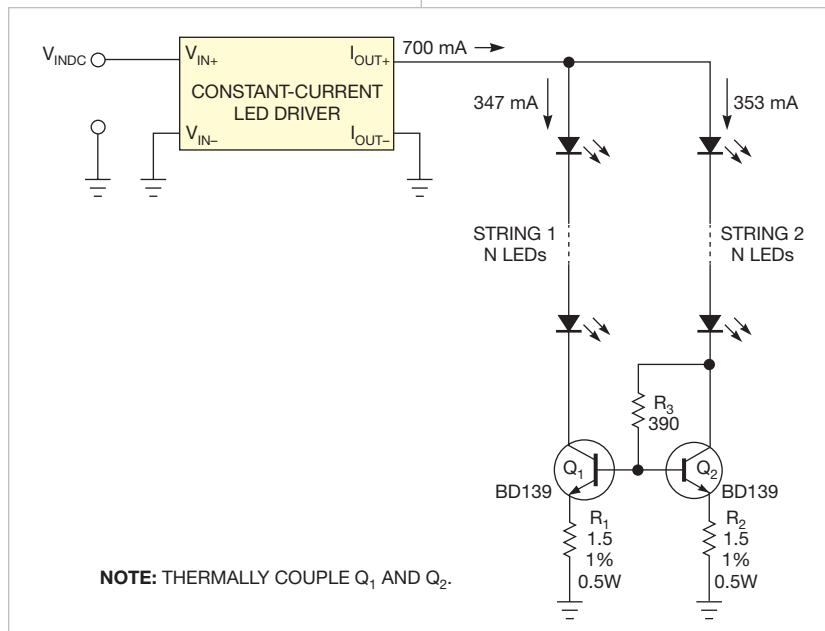 V_INDC
V_IN+
I_OUT+
700 mA
CONSTANT-CURRENT
LED DRIVER
V_IN–
I_OUT–
347 mA
353 mA
STRING 1
N LEDs
STRING 2
N LEDs
R3
390
Q1
Q2
BD139
BD139
R1
1.5
1%
0.5W
R2
1.5
1%
0.5W
NOTE: THERMALLY COUPLE Q1 AND Q2.